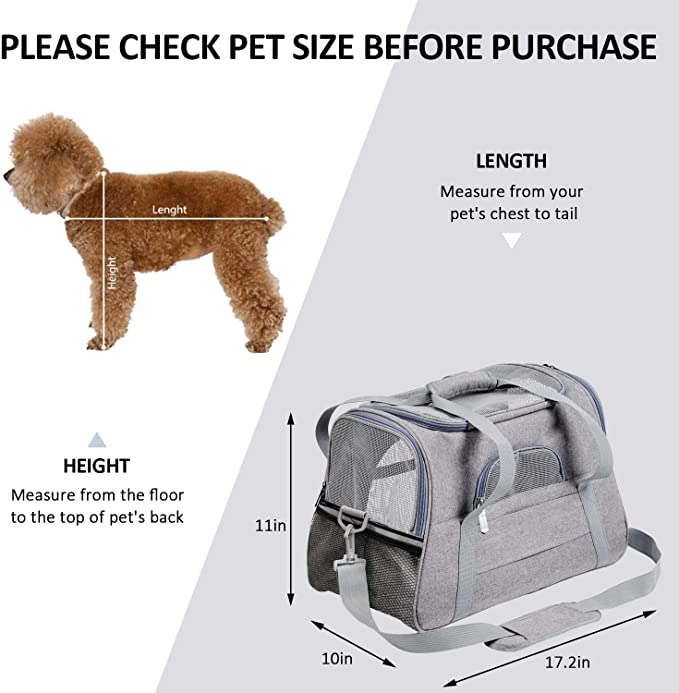 PLEASE CHECK PET SIZE BEFORE PURCHASE
LENGTH
Measure from your
pet's chest to tail
Lenght
Height
HEIGHT
Measure from the floor
to the top of pet's back
11in
10in
17.2in